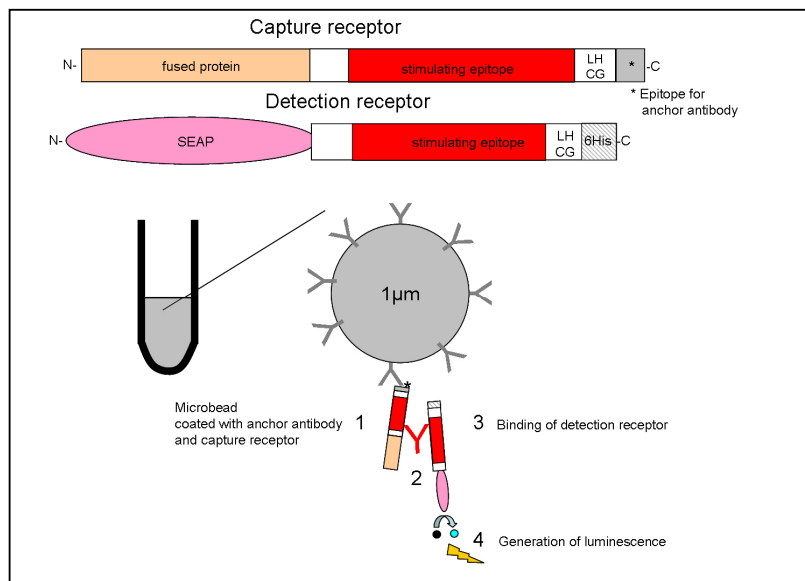 Capture receptor
N-
fused protein
stimulating epitope
LH
CG
*
-C
* Epitope for
anchor antibody
Detection receptor
N-
SEAP
stimulating epitope
LH
CG
6His
-C
1µm
*
Microbead
coated with anchor antibody
and capture receptor
1
2
3 Binding of detection receptor
4 Generation of luminescence